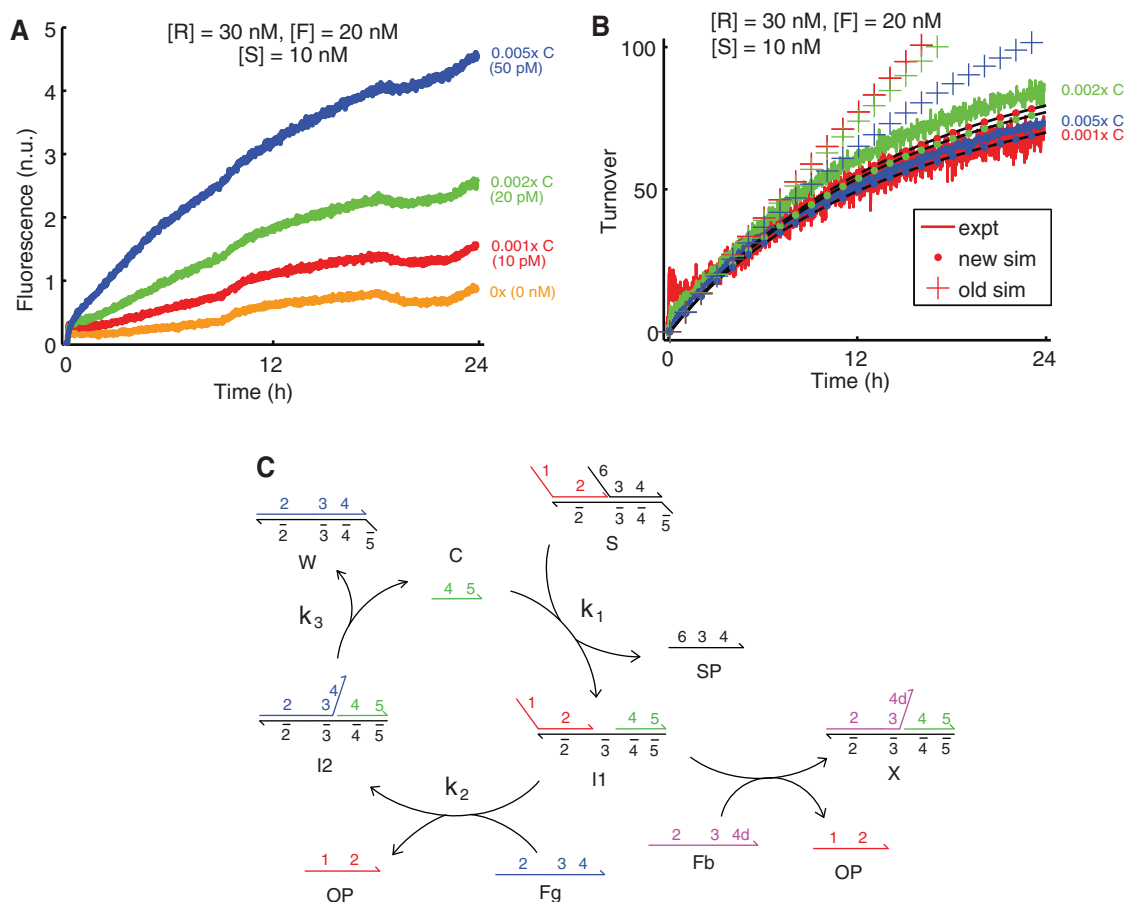 A
[R] = 30 nM, [F] = 20 nM
[S] = 10 nM
Fluorescence (n.u.)
5
4
3
2
1
0
0
12
24
Time (h)
0.005x C
(50 pM)
0.002x C
(20 pM)
0.001x C
(10 pM)
0x (0 nM)
B
[R] = 30 nM, [F] = 20 nM
[S] = 10 nM
Turnover
100
50
0
0
12
24
Time (h)
0.002x C
0.005x C
0.001x C
expt
new sim
old sim
C
2 3 4
2̅ 3̅ 4̅ 5̅
W
C
4 5
1 2 6 3 4
2̅ 3̅ 4̅ 5̅
S
k₃
k₁
6 3 4
SP
2 3 4 4 5
2̅ 3̅ 4̅ 5̅
I2
1 2 4 5
2̅ 3̅ 4̅ 5̅
I1
2 3 4d 4 5
2̅ 3̅ 4̅ 5̅
X
k₂
1 2
OP
2 3 4
Fg
2 3 4d
Fb
1 2
OP